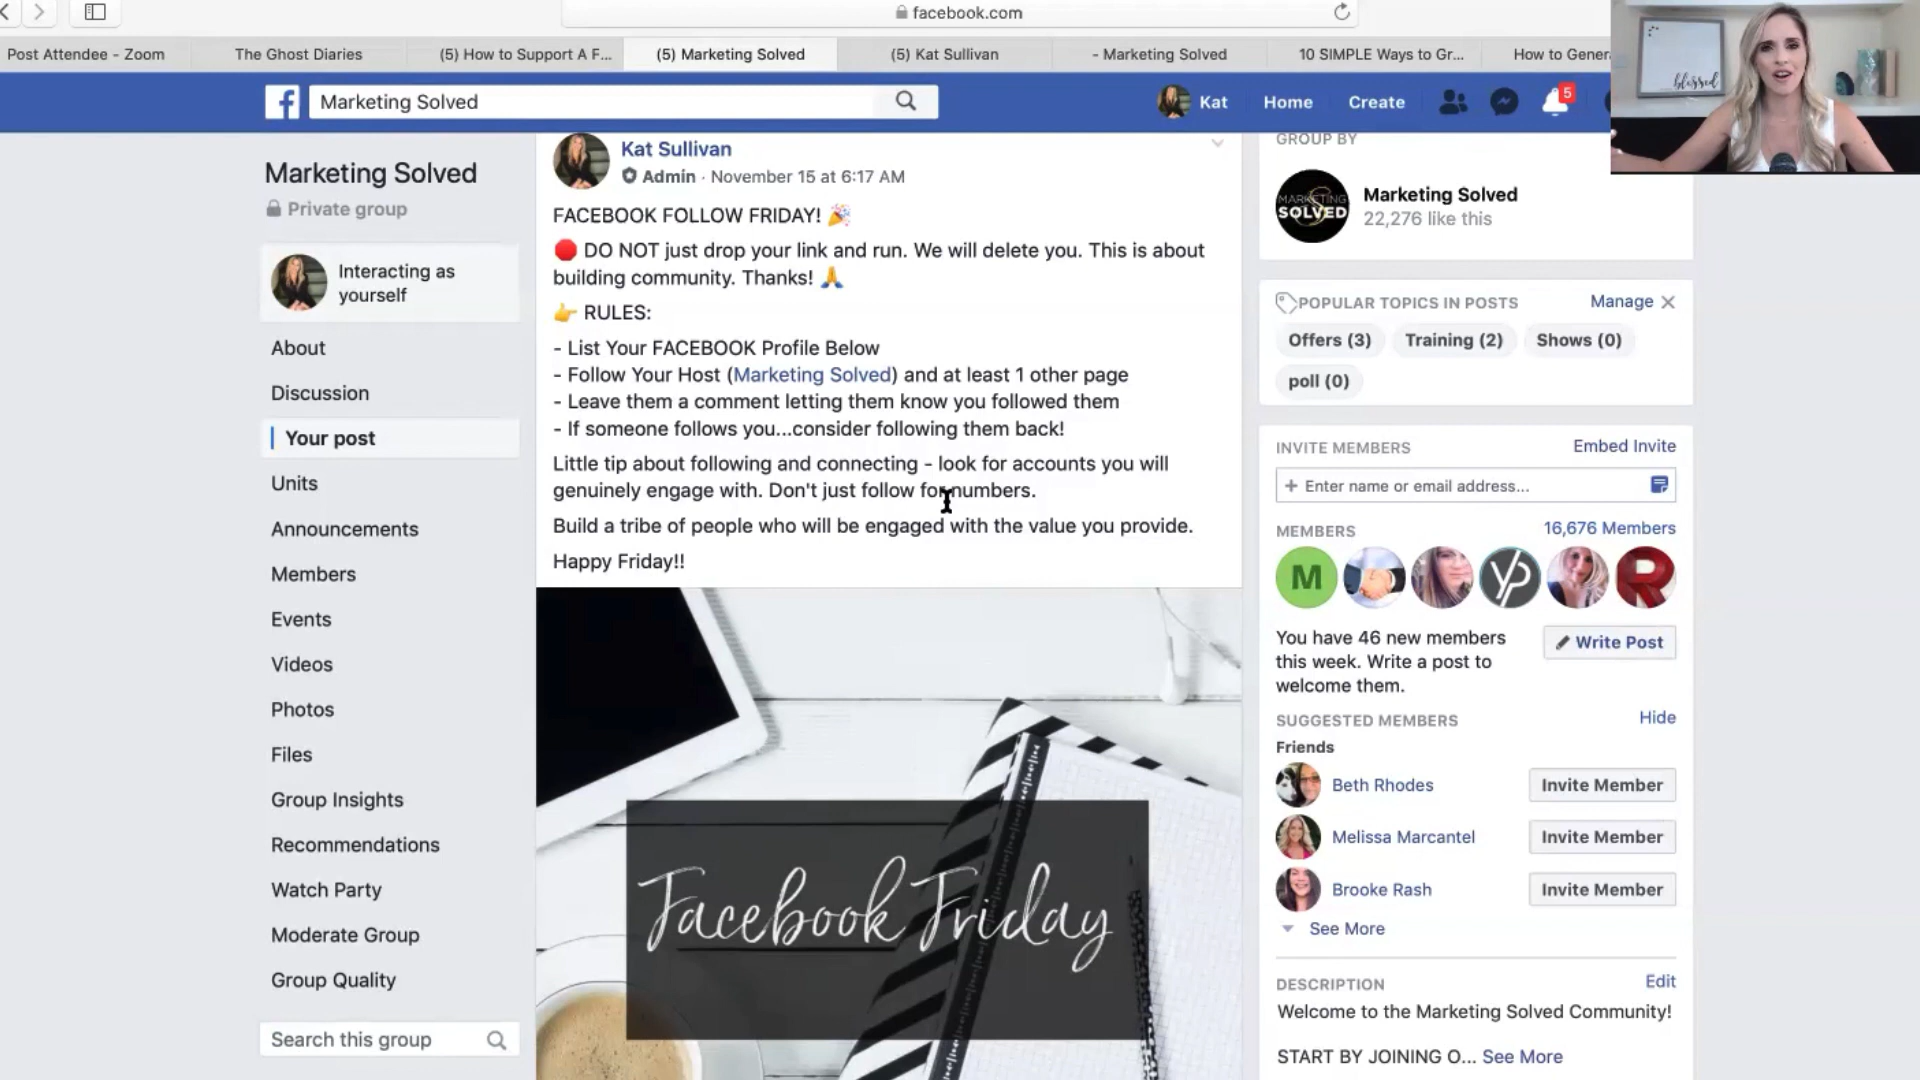 facebook.com
Post Attendee - Zoom
The Ghost Diaries
(5) How to Support A F...
(5) Marketing Solved
(5) Kat Sullivan
- Marketing Solved
10 SIMPLE Ways to Gr...
How to Gener
blessed
Marketing Solved
Kat
Home
Create
5
Marketing Solved
Private group
Interacting as
yourself
About
Discussion
Your post
Units
Announcements
Members
Events
Videos
Photos
Files
Group Insights
Recommendations
Watch Party
Moderate Group
Group Quality
Search this group
Kat Sullivan
Admin · November 15 at 6:17 AM
FACEBOOK FOLLOW FRIDAY! 🎉
🛑 DO NOT just drop your link and run. We will delete you. This is about
building community. Thanks! 🙏
👉 RULES:
- List Your FACEBOOK Profile Below
- Follow Your Host (Marketing Solved) and at least 1 other page
- Leave them a comment letting them know you followed them
- If someone follows you...consider following them back!
Little tip about following and connecting - look for accounts you will
genuinely engage with. Don't just follow for numbers.
Build a tribe of people who will be engaged with the value you provide.
Happy Friday!!
Facebook Friday
GROUP BY
MARKETING
SOLVED
Marketing Solved
22,276 like this
POPULAR TOPICS IN POSTS
Manage
Offers (3)
Training (2)
Shows (0)
poll (0)
INVITE MEMBERS
Embed Invite
+ Enter name or email address...
MEMBERS
16,676 Members
M
YP
R
You have 46 new members
this week. Write a post to
welcome them.
Write Post
SUGGESTED MEMBERS
Hide
Friends
Beth Rhodes
Invite Member
Melissa Marcantel
Invite Member
Brooke Rash
Invite Member
See More
DESCRIPTION
Edit
Welcome to the Marketing Solved Community!
START BY JOINING O... See More